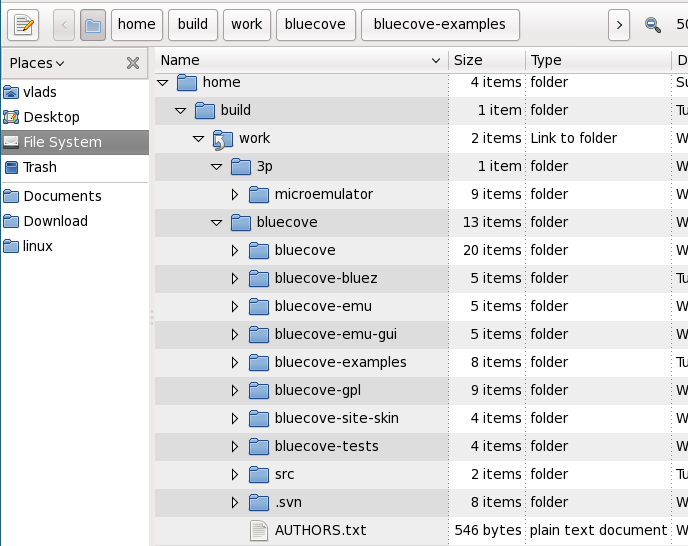 home build work bluecove bluecove-examples 50
Places Name Size Type D
home 4 items folder Su
vlads
build 1 item folder Tu
Desktop
File System work 2 items Link to folder Tu
Trash 3p 1 item folder W
Documents microemulator 9 items folder W
Download bluecove 13 items folder W
linux bluecove 20 items folder W
bluecove-bluez 5 items folder Tu
bluecove-emu 5 items folder W
bluecove-emu-gui 5 items folder W
bluecove-examples 8 items folder Tu
bluecove-gpl 9 items folder W
bluecove-site-skin 4 items folder W
bluecove-tests 4 items folder W
src 2 items folder Tu
.svn 8 items folder W
AUTHORS.txt 546 bytes plain text document W